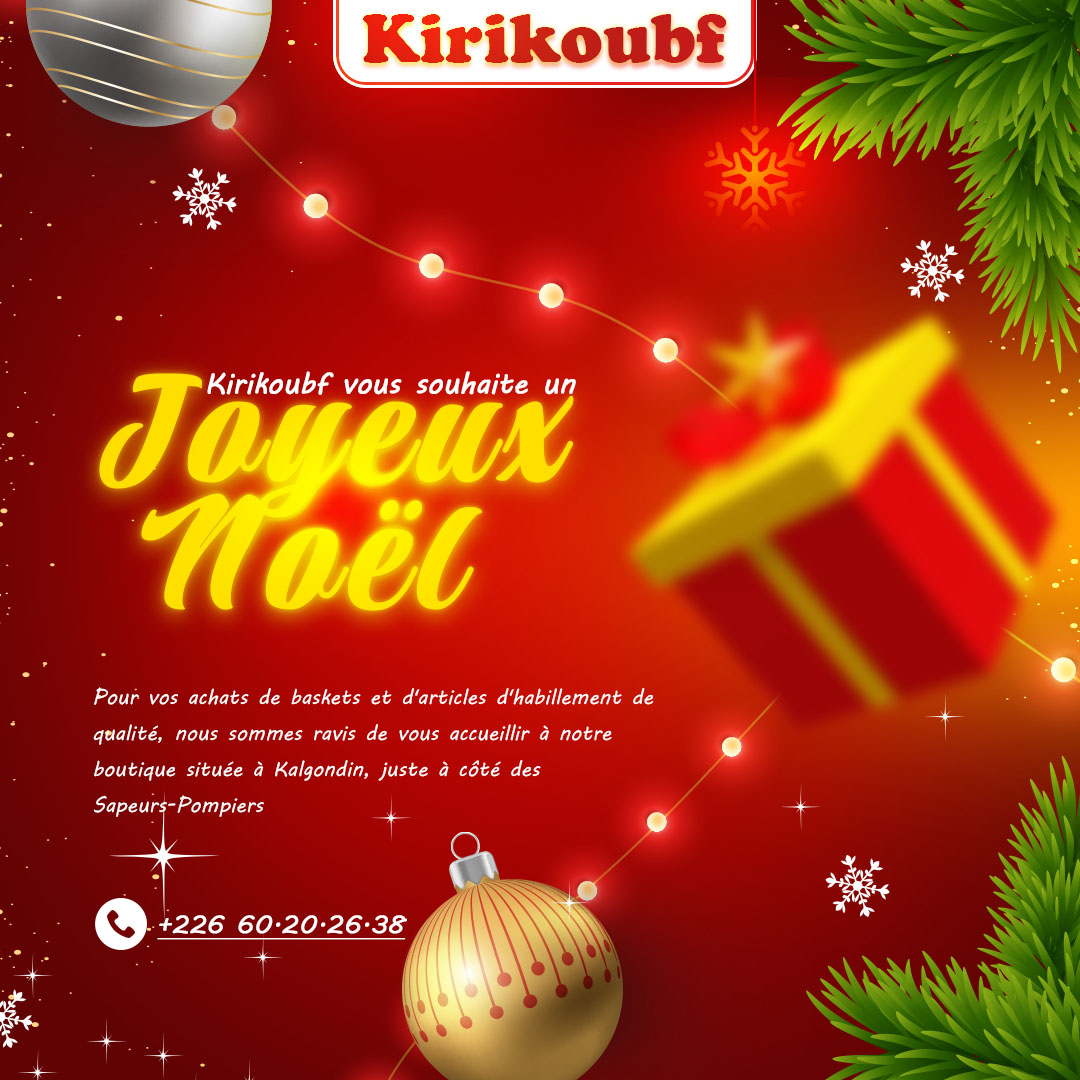 Kirikoubf
Kirikoubf vous souhaite un
Joyeux
Noël
Pour vos achats de baskets et d'articles d'habillement de
qualité, nous sommes ravis de vous accueillir à notre
boutique située à Kalgondin, juste à côté des
Sapeurs-Pompiers
+226 60·20·26·38